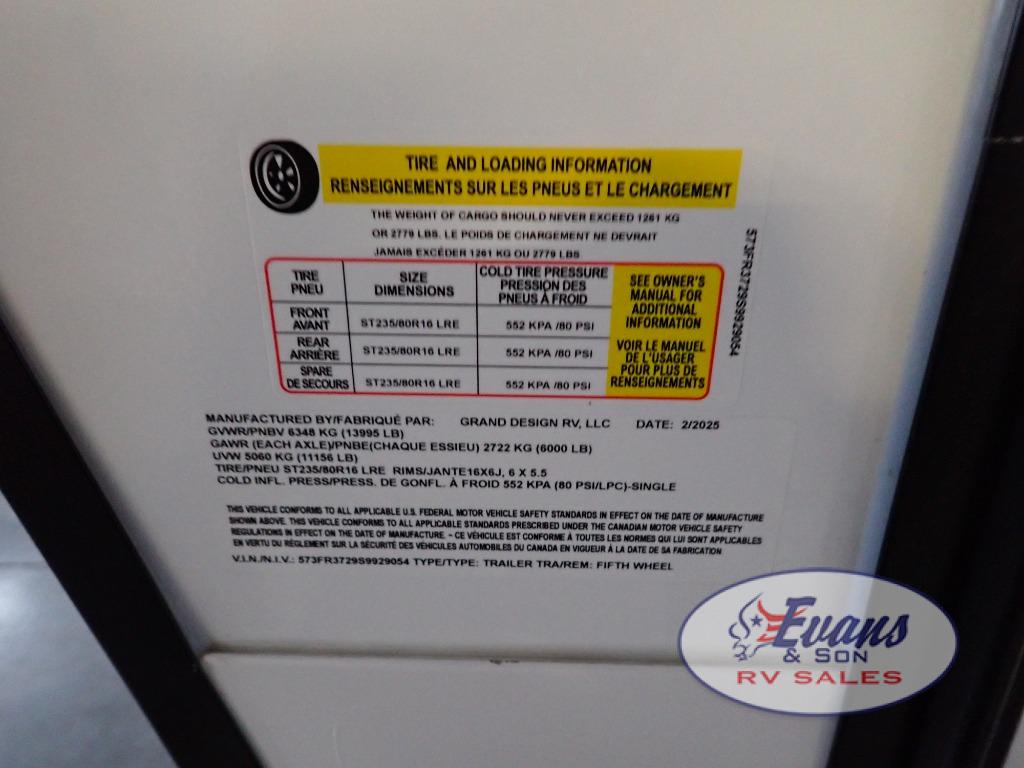 TIRE AND LOADING INFORMATION
RENSEIGNEMENTS SUR LES PNEUS ET LE CHARGEMENT
THE WEIGHT OF CARGO SHOULD NEVER EXCEED 1261 KG
OR 2779 LBS. LE POIDS DE CHARGEMENT NE DEVRAIT
JAMAIS EXCÉDER 1261 KG OU 2779 LBS
TIRE
PNEU
SIZE
DIMENSIONS
COLD TIRE PRESSURE
PRESSION DES
PNEUS À FROID
FRONT
AVANT
ST235/80R16 LRE
552 KPA /80 PSI
REAR
ARRIÈRE
ST235/80R16 LRE
552 KPA /80 PSI
SPARE
DE SECOURS
ST235/80R16 LRE
552 KPA /80 PSI
SEE OWNER'S
MANUAL FOR
ADDITIONAL
INFORMATION
VOIR LE MANUEL
DE L'USAGER
POUR PLUS DE
RENSEIGNEMENTS
573FR3729S9929054
MANUFACTURED BY/FABRIQUÉ PAR: GRAND DESIGN RV, LLC DATE: 2/2025
GVWR/PNBV 6348 KG (13995 LB)
GAWR (EACH AXLE)/PNBE(CHAQUE ESSIEU) 2722 KG (6000 LB)
UVW 5060 KG (11156 LB)
TIRE/PNEU ST235/80R16 LRE RIMS/JANTE16X6J, 6 X 5.5
COLD INFL. PRESS/PRESS. DE GONFL. À FROID 552 KPA (80 PSI/LPC)-SINGLE
THIS VEHICLE CONFORMS TO ALL APPLICABLE U.S. FEDERAL MOTOR VEHICLE SAFETY STANDARDS IN EFFECT ON THE DATE OF MANUFACTURE
SHOWN ABOVE. THIS VEHICLE CONFORMS TO ALL APPLICABLE STANDARDS PRESCRIBED UNDER THE CANADIAN MOTOR VEHICLE SAFETY
REGULATIONS IN EFFECT ON THE DATE OF MANUFACTURE. - CE VÉHICULE EST CONFORME À TOUTES LES NORMES QUI LUI SONT APPLICABLES
EN VERTU DU RÈGLEMENT SUR LA SÉCURITÉ DES VÉHICULES AUTOMOBILES DU CANADA EN VIGUEUR À LA DATE DE SA FABRICATION
V.I.N./N.I.V.: 573FR3729S9929054 TYPE/TYPE: TRAILER TRA/REM: FIFTH WHEEL
Evans
& SON
RV SALES